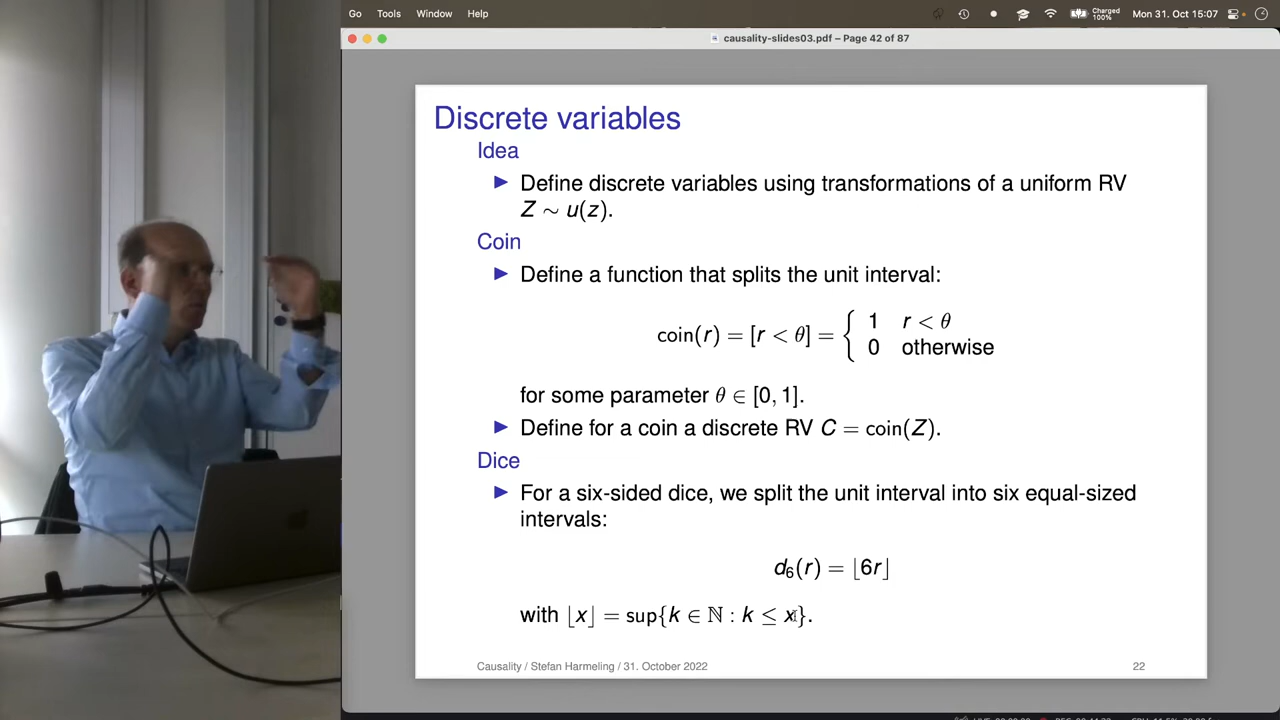 Go Tools Window Help Charged 100% Mon 31. Oct 15:07
causality-slides03.pdf – Page 42 of 87
Discrete variables
Idea
▶ Define discrete variables using transformations of a uniform RV
Z ∼ u(z).
Coin
▶ Define a function that splits the unit interval:
coin(r) = [r < θ] = { 1 r < θ
0 otherwise
for some parameter θ ∈ [0, 1].
▶ Define for a coin a discrete RV C = coin(Z).
Dice
▶ For a six-sided dice, we split the unit interval into six equal-sized
intervals:
d₆(r) = ⌊6r⌋
with ⌊x⌋ = sup{k ∈ ℕ : k ≤ x}.
Causality / Stefan Harmeling / 31. October 2022 22